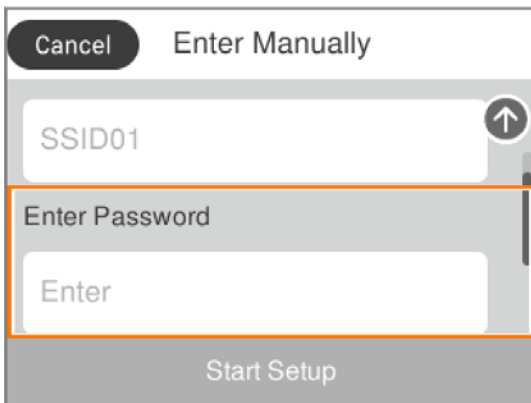 Cancel Enter Manually
SSID01
Enter Password
Enter
Start Setup